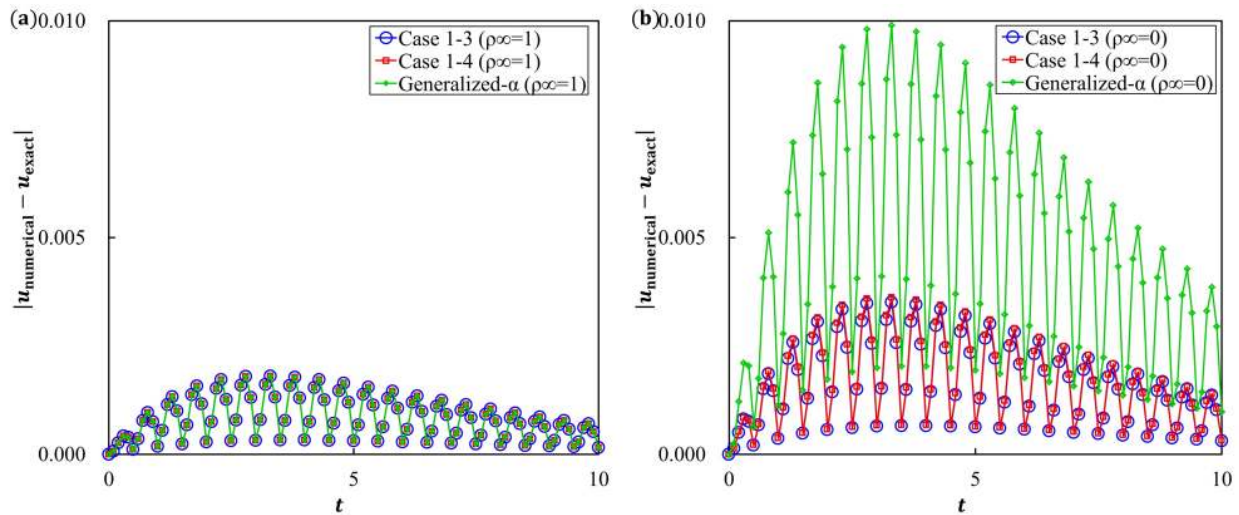 (a)
0.010
0.005
0.000
|u_numerical − u_exact|
Case 1-3 (ρ∞=1)
Case 1-4 (ρ∞=1)
Generalized-α (ρ∞=1)
0
5
10
t
(b)
0.010
0.005
0.000
|u_numerical − u_exact|
Case 1-3 (ρ∞=0)
Case 1-4 (ρ∞=0)
Generalized-α (ρ∞=0)
0
5
10
t